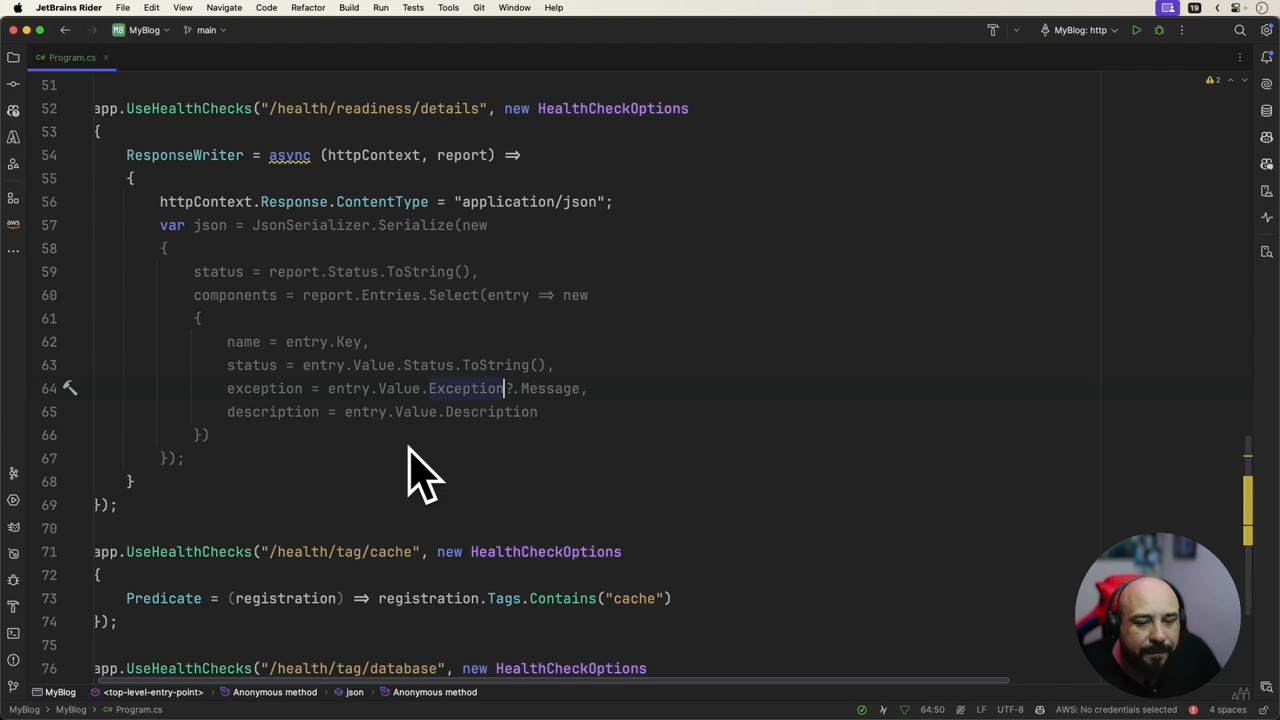 JetBrains Rider File Edit View Navigate Code Refactor Build Run Tests Tools Git Window Help 19
MB MyBlog main MyBlog: http
C# Program.cs
2
51
52 app.UseHealthChecks("/health/readiness/details", new HealthCheckOptions
53 {
54 ResponseWriter = async (httpContext, report) =>
55 {
56 httpContext.Response.ContentType = "application/json";
57 var json = JsonSerializer.Serialize(new
58 {
59 status = report.Status.ToString(),
60 components = report.Entries.Select(entry => new
61 {
62 name = entry.Key,
63 status = entry.Value.Status.ToString(),
64 exception = entry.Value.Exception?.Message,
65 description = entry.Value.Description
66 })
67 });
68 }
69 });
70
71 app.UseHealthChecks("/health/tag/cache", new HealthCheckOptions
72 {
73 Predicate = (registration) => registration.Tags.Contains("cache")
74 });
75
76 app.UseHealthChecks("/health/tag/database", new HealthCheckOptions
aws
MyBlog <top-level-entry-point> Anonymous method json Anonymous method
MyBlog > MyBlog > C# Program.cs 64:50 LF UTF-8 AWS: No credentials selected 4 spaces